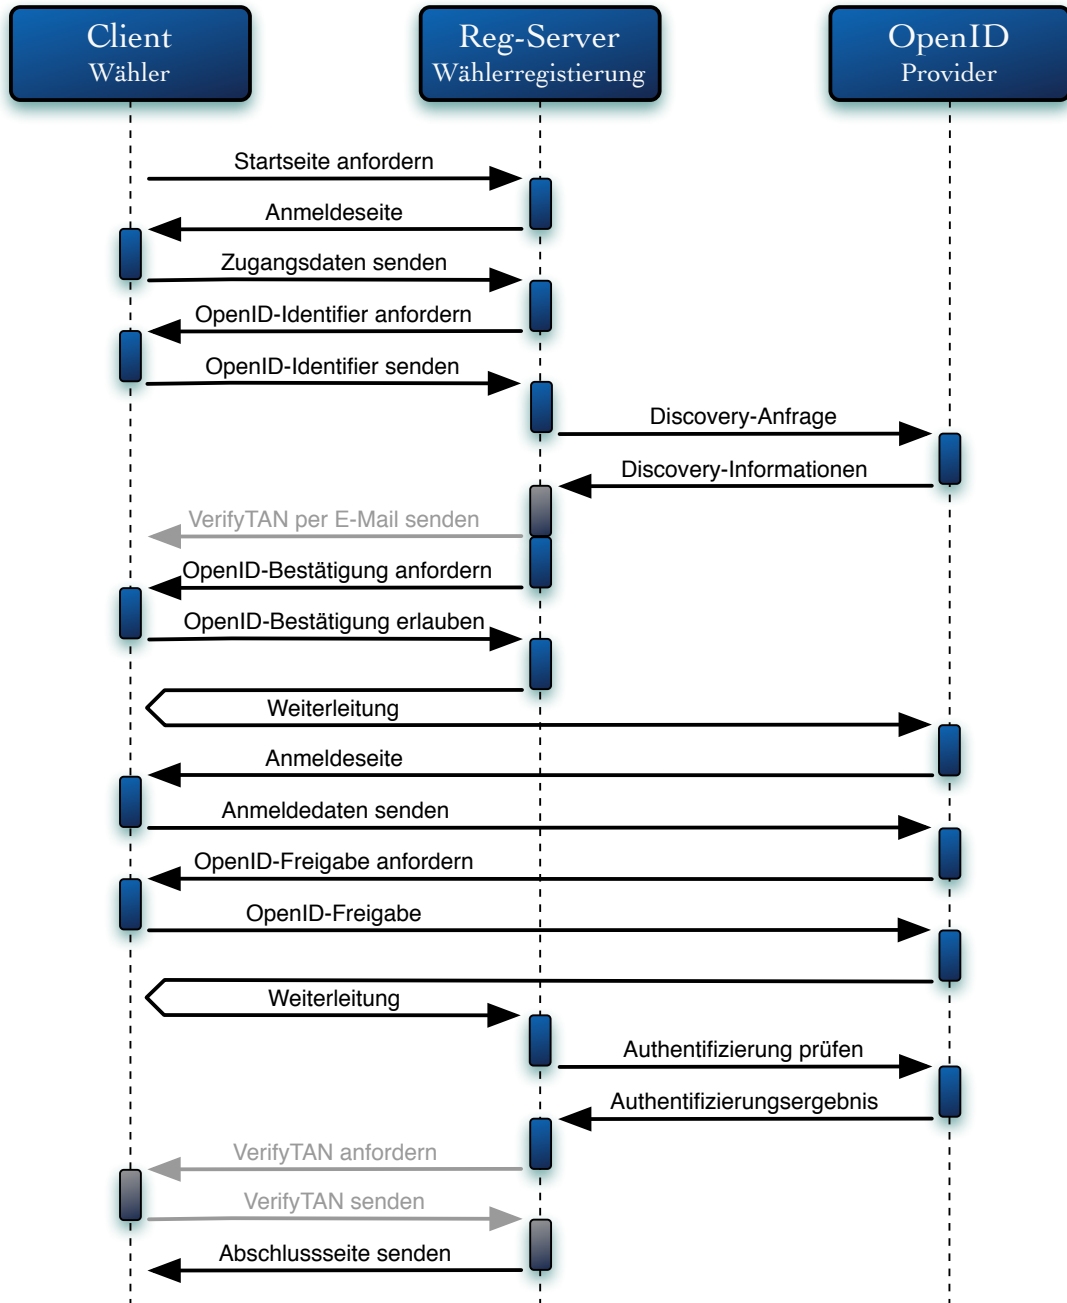 Client
Wähler
Reg-Server
Wählerregistierung
OpenID
Provider
Startseite anfordern
Anmeldeseite
Zugangsdaten senden
OpenID-Identifier anfordern
OpenID-Identifier senden
Discovery-Anfrage
Discovery-Informationen
VerifyTAN per E-Mail senden
OpenID-Bestätigung anfordern
OpenID-Bestätigung erlauben
Weiterleitung
Anmeldeseite
Anmeldedaten senden
OpenID-Freigabe anfordern
OpenID-Freigabe
Weiterleitung
Authentifizierung prüfen
Authentifizierungsergebnis
VerifyTAN anfordern
VerifyTAN senden
Abschlussseite senden